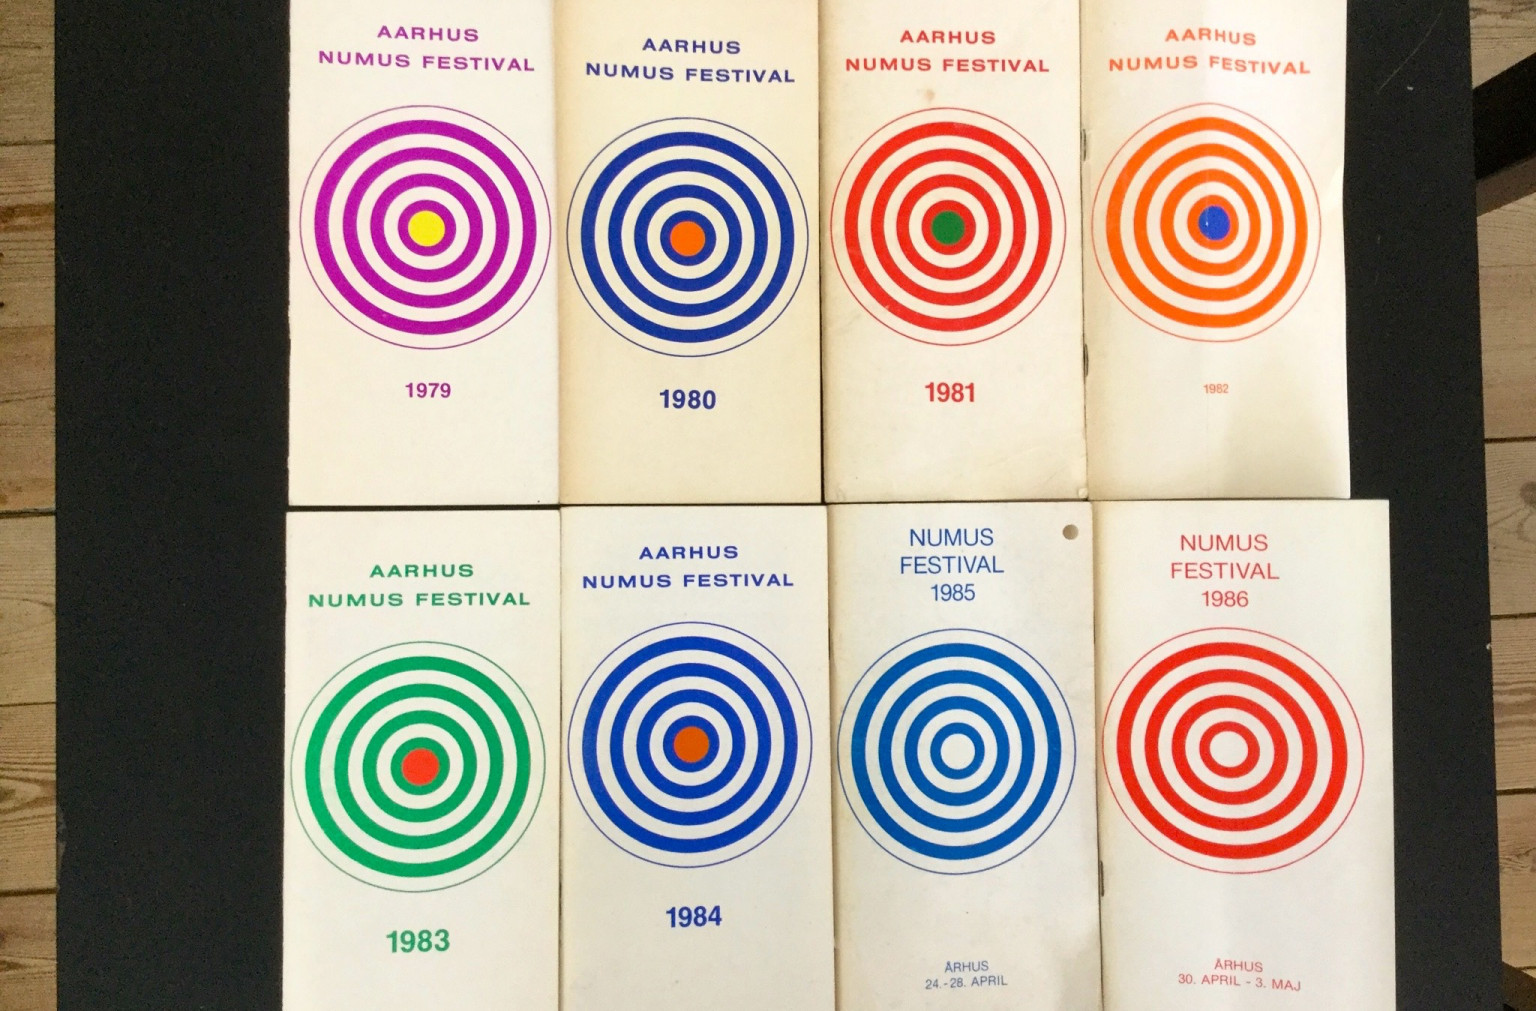 AARHUS
NUMUS FESTIVAL
1979
AARHUS
NUMUS FESTIVAL
1980
AARHUS
NUMUS FESTIVAL
1981
AARHUS
NUMUS FESTIVAL
1982
AARHUS
NUMUS FESTIVAL
1983
AARHUS
NUMUS FESTIVAL
1984
NUMUS
FESTIVAL
1985
ÅRHUS
24.-28. APRIL
NUMUS
FESTIVAL
1986
ÅRHUS
30. APRIL - 3. MAJ